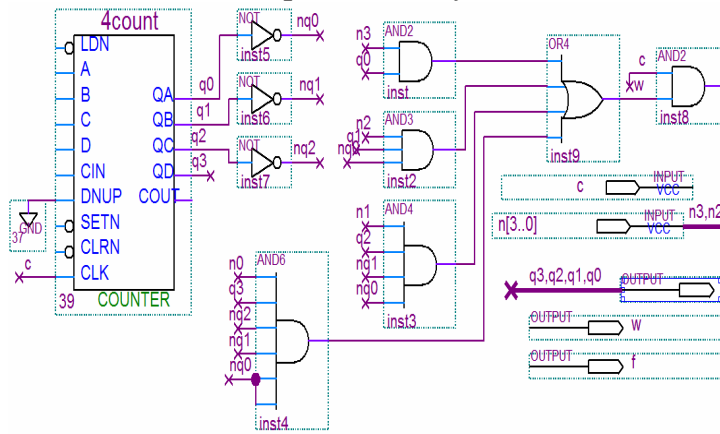 4count
LDN
A
B
C
D
CIN
DNUP
SETN
CLRN
CLK
QA
QB
QC
QD
COUT
39
COUNTER
GND
37
c
q0
q1
q2
q3
NOT
inst5
nq0
NOT
inst6
nq1
NOT
inst7
nq2
n3
q0
AND2
inst
n2
q1
nq0
AND3
inst2
n1
q2
nq1
nq0
AND4
inst3
n0
q3
nq2
nq1
nq0
AND6
inst4
OR4
inst9
c
w
AND2
inst8
c
INPUT
VCC
n[3..0]
INPUT
VCC
n3,n2
q3,q2,q1,q0
OUTPUT
OUTPUT
w
OUTPUT
f